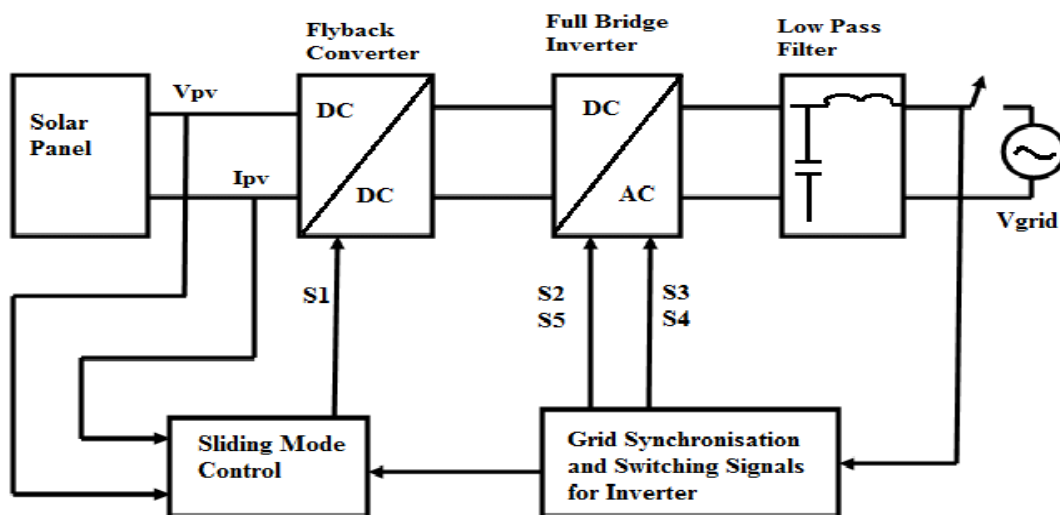 Flyback
Converter
Full Bridge
Inverter
Low Pass
Filter
Solar
Panel
Vpv
Ipv
DC
DC
DC
AC
Vgrid
S1
S2
S5
S3
S4
Sliding Mode
Control
Grid Synchronisation
and Switching Signals
for Inverter